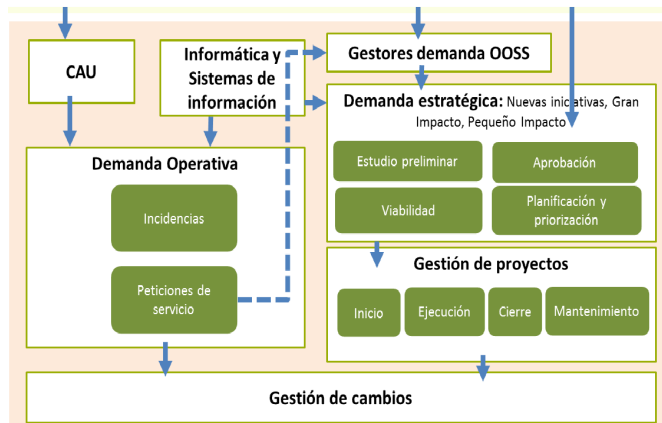 CAU
Informática y
Sistemas de
información
Gestores demanda OOSS
Demanda estratégica: Nuevas iniciativas, Gran
Impacto, Pequeño Impacto
Estudio preliminar
Aprobación
Viabilidad
Planificación y
priorización
Demanda Operativa
Incidencias
Peticiones de
servicio
Gestión de proyectos
Inicio
Ejecución
Cierre
Mantenimiento
Gestión de cambios